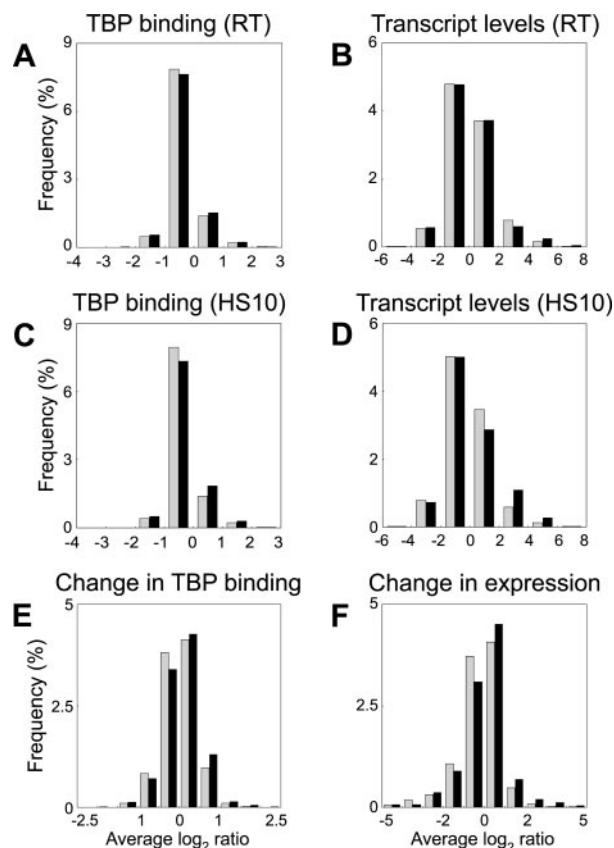 TBP binding (RT)
Transcript levels (RT)
A
B
Frequency (%)
9
6
3
0
6
4
2
0
-4 -3 -2 -1 0 1 2 3
-6 -4 -2 0 2 4 6 8
TBP binding (HS10)
Transcript levels (HS10)
C
D
Frequency (%)
9
6
3
0
6
4
2
0
-4 -3 -2 -1 0 1 2 3
-6 -4 -2 0 2 4 6 8
Change in TBP binding
Change in expression
E
F
Frequency (%)
5
2.5
0
5
2.5
0
-2.5 1 0 1 2.5
-5 -2 0 2 5
Average log2 ratio
Average log2 ratio